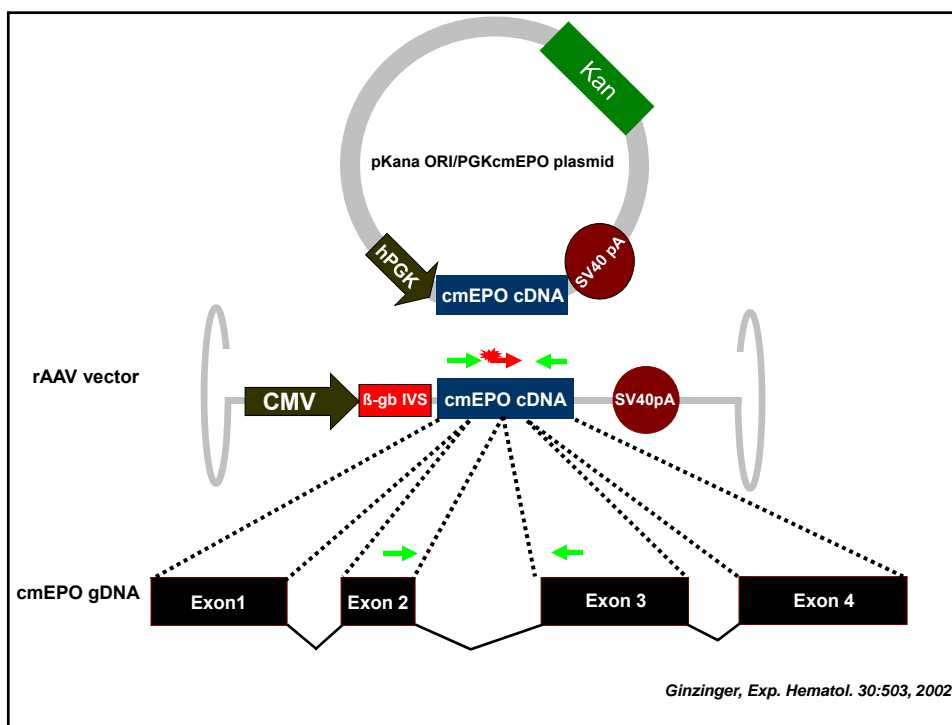 Kan
pKana ORI/PGKcmEPO plasmid
hPGK
SV40 pA
cmEPO cDNA
rAAV vector
CMV
ß-gb IVS
cmEPO cDNA
SV40pA
cmEPO gDNA
Exon1
Exon 2
Exon 3
Exon 4
Ginzinger, Exp. Hematol. 30:503, 2002